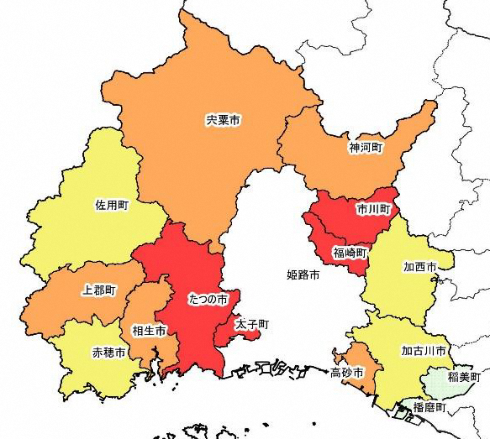 宍粟市
神河町
佐用町
市川町
福崎町
加西市
姫路市
上郡町
たつの市
相生市
太子町
赤穂市
加古川市
高砂市
稲美町
播磨町